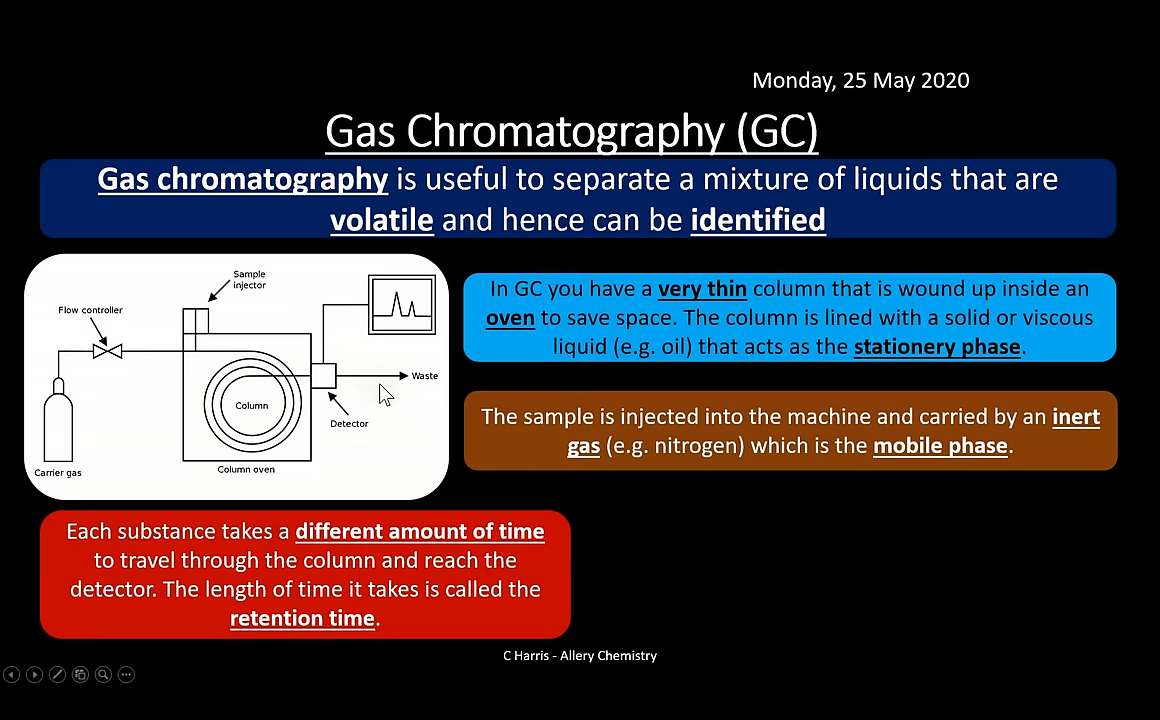 Monday, 25 May 2020
Gas Chromatography (GC)
Gas chromatography is useful to separate a mixture of liquids that are
volatile and hence can be identified
Sample
injector
Flow controller
Column
Waste
Detector
Carrier gas
Column oven
In GC you have a very thin column that is wound up inside an
oven to save space. The column is lined with a solid or viscous
liquid (e.g. oil) that acts as the stationery phase.
The sample is injected into the machine and carried by an inert
gas (e.g. nitrogen) which is the mobile phase.
Each substance takes a different amount of time
to travel through the column and reach the
detector. The length of time it takes is called the
retention time.
C Harris - Allery Chemistry